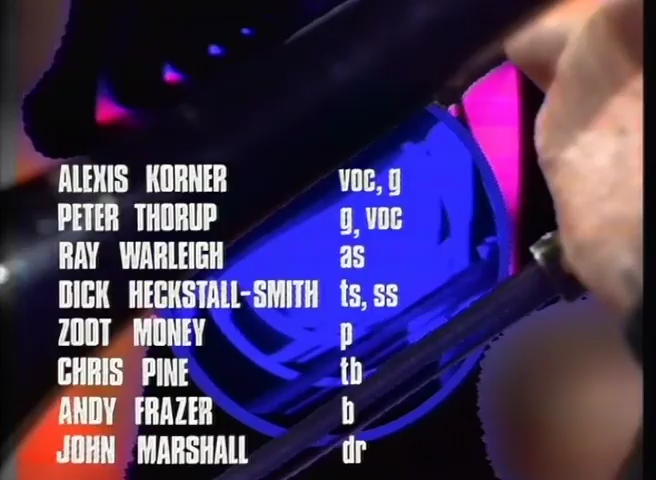 ALEXIS KORNER voc, g
PETER THORUP g, voc
RAY WARLEIGH as
DICK HECKSTALL-SMITH ts, ss
ZOOT MONEY p
CHRIS PINE tb
ANDY FRAZER b
JOHN MARSHALL dr